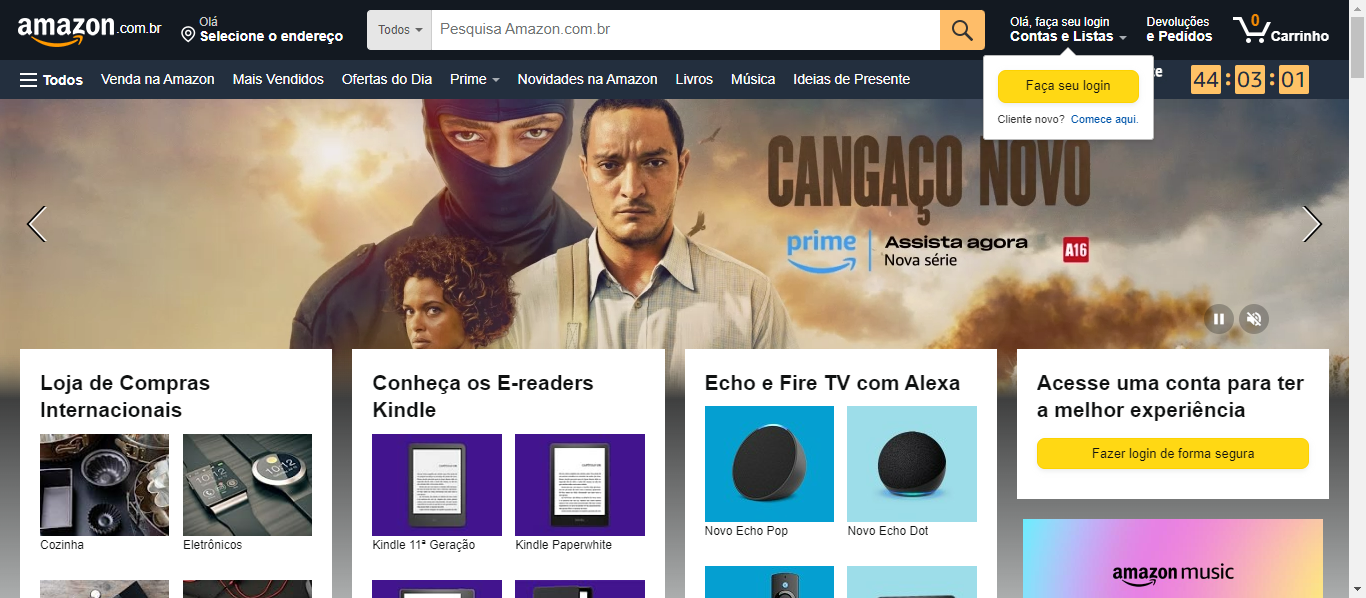 amazon.com.br
Olá
Selecione o endereço
Todos
Pesquisa Amazon.com.br
Olá, faça seu login
Contas e Listas
Devoluções
e Pedidos
0
Carrinho
Todos
Venda na Amazon
Mais Vendidos
Ofertas do Dia
Prime
Novidades na Amazon
Livros
Música
Ideias de Presente
44:03:01
Faça seu login
Cliente novo? Comece aqui.
CANGAÇO NOVO
prime
Assista agora
Nova série
A16
Loja de Compras
Internacionais
Cozinha
Eletrônicos
Conheça os E-readers
Kindle
Kindle 11ª Geração
Kindle Paperwhite
Echo e Fire TV com Alexa
Novo Echo Pop
Novo Echo Dot
Acesse uma conta para ter
a melhor experiência
Fazer login de forma segura
amazon music